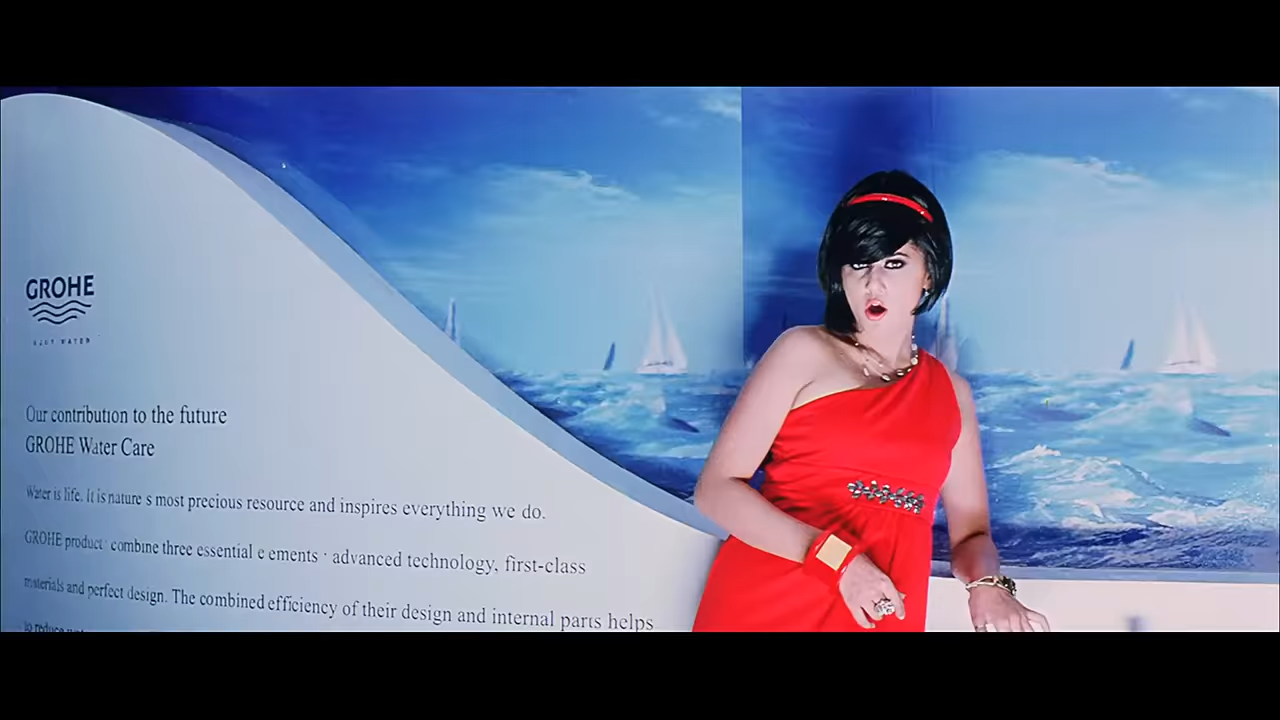 GROHE
Our contribution to the future
GROHE Water Care
Water is life. It is nature s most precious resource and inspires everything we do.
GROHE product combine three essential e ements · advanced technology, first-class
materials and perfect design. The combined efficiency of their design and internal parts helps
to reduce